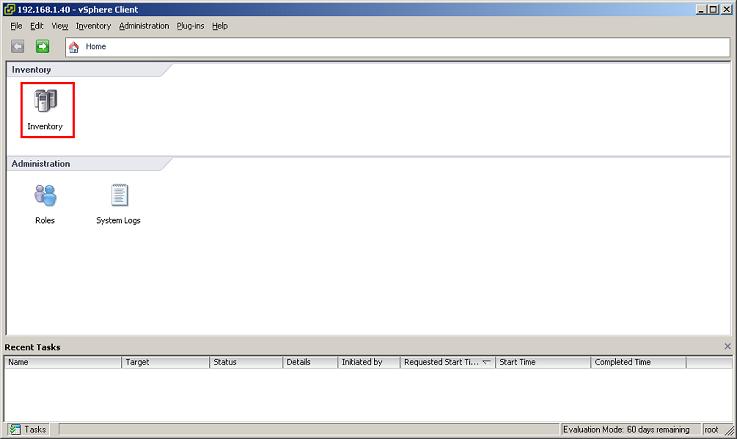 192.168.1.40 - vSphere Client
File Edit View Inventory Administration Plug-ins Help
Home
Inventory
Inventory
Administration
Roles System Logs
Recent Tasks
Name Target Status Details Initiated by Requested Start Ti... Start Time Completed Time
Tasks Evaluation Mode: 60 days remaining root